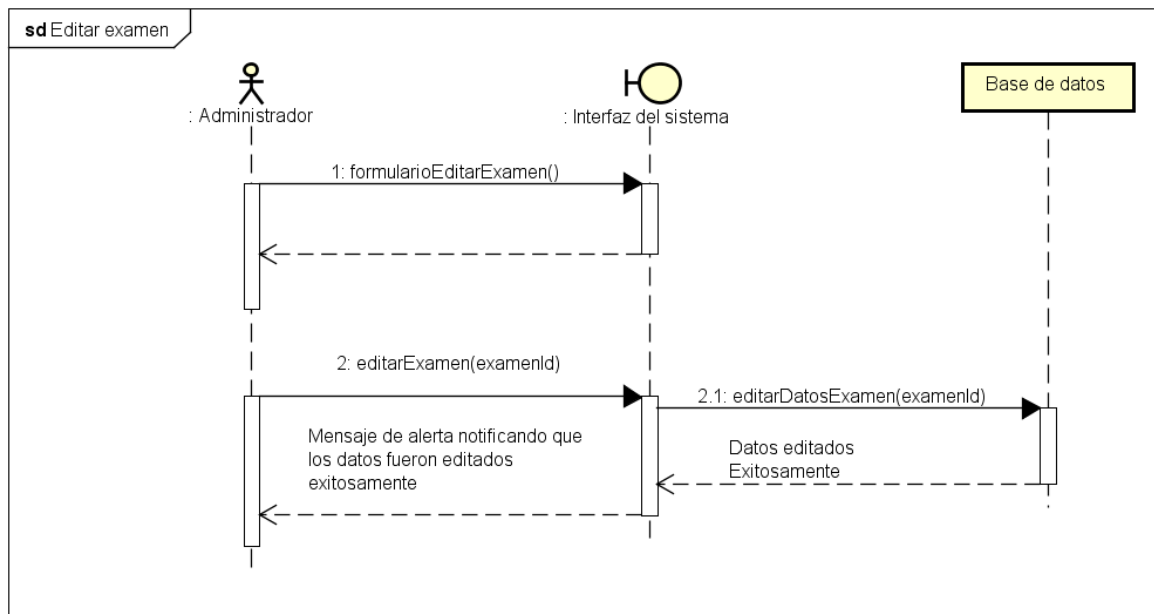 sd Editar examen
: Administrador
: Interfaz del sistema
Base de datos
1: formularioEditarExamen()
2: editarExamen(examenId)
2.1: editarDatosExamen(examenId)
Mensaje de alerta notificando que
los datos fueron editados
exitosamente
Datos editados
Exitosamente